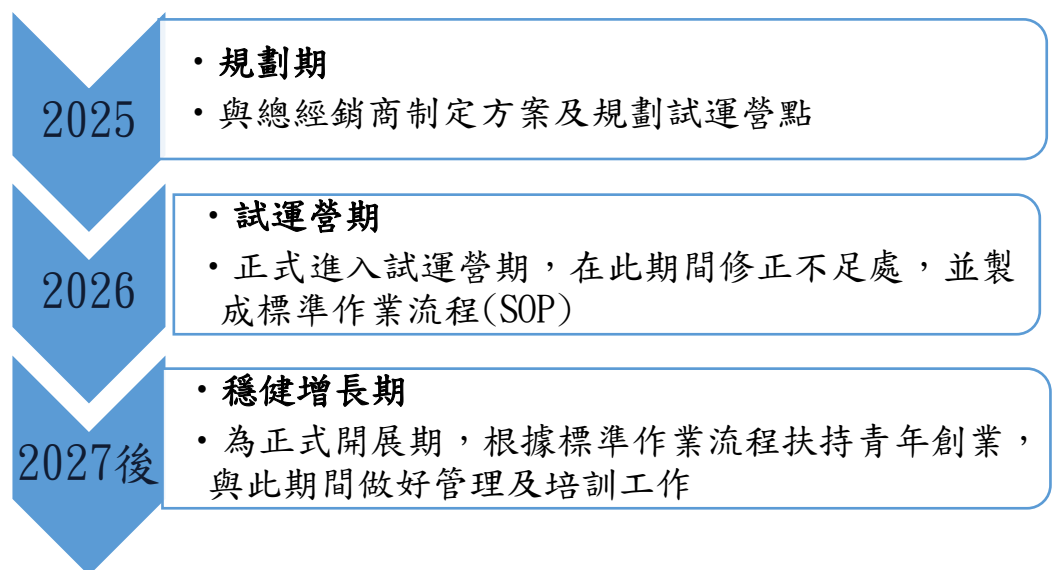 2025
・規劃期
・與總經銷商制定方案及規劃試運營點
2026
・試運營期
・正式進入試運營期，在此期間修正不足處，並製
成標準作業流程(SOP)
2027後
・穩健增長期
・為正式開展期，根據標準作業流程扶持青年創業，
與此期間做好管理及培訓工作